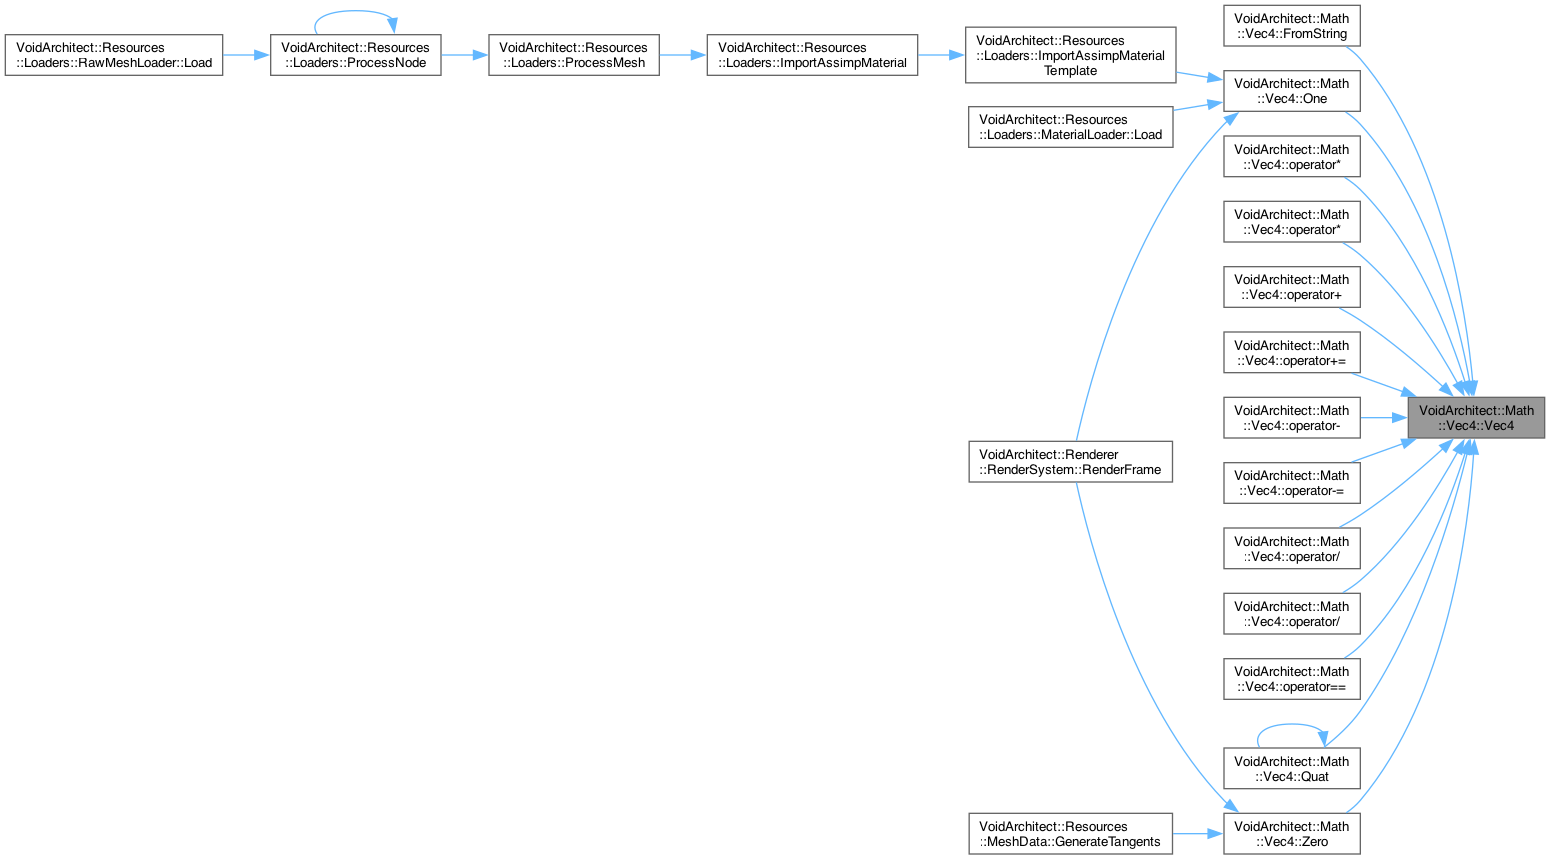 VoidArchitect::Resources
::Loaders::RawMeshLoader::Load
VoidArchitect::Resources
::Loaders::ProcessNode
VoidArchitect::Resources
::Loaders::ProcessMesh
VoidArchitect::Resources
::Loaders::ImportAssimpMaterial
VoidArchitect::Resources
::Loaders::ImportAssimpMaterial
Template
VoidArchitect::Resources
::Loaders::MaterialLoader::Load
VoidArchitect::Renderer
::RenderSystem::RenderFrame
VoidArchitect::Resources
::MeshData::GenerateTangents
VoidArchitect::Math
::Vec4::FromString
VoidArchitect::Math
::Vec4::One
VoidArchitect::Math
::Vec4::operator*
VoidArchitect::Math
::Vec4::operator*
VoidArchitect::Math
::Vec4::operator+
VoidArchitect::Math
::Vec4::operator+=
VoidArchitect::Math
::Vec4::operator-
VoidArchitect::Math
::Vec4::operator-=
VoidArchitect::Math
::Vec4::operator/
VoidArchitect::Math
::Vec4::operator/
VoidArchitect::Math
::Vec4::operator==
VoidArchitect::Math
::Vec4::Quat
VoidArchitect::Math
::Vec4::Zero
VoidArchitect::Math
::Vec4::Vec4